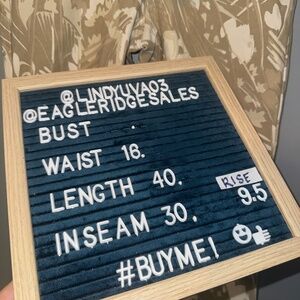 @LINDYUVA03
@EAGLERIDGESALES
BUST .
WAIST 18.
LENGTH 40.
RISE
9.5
INSEAM 30.
#BUYME!